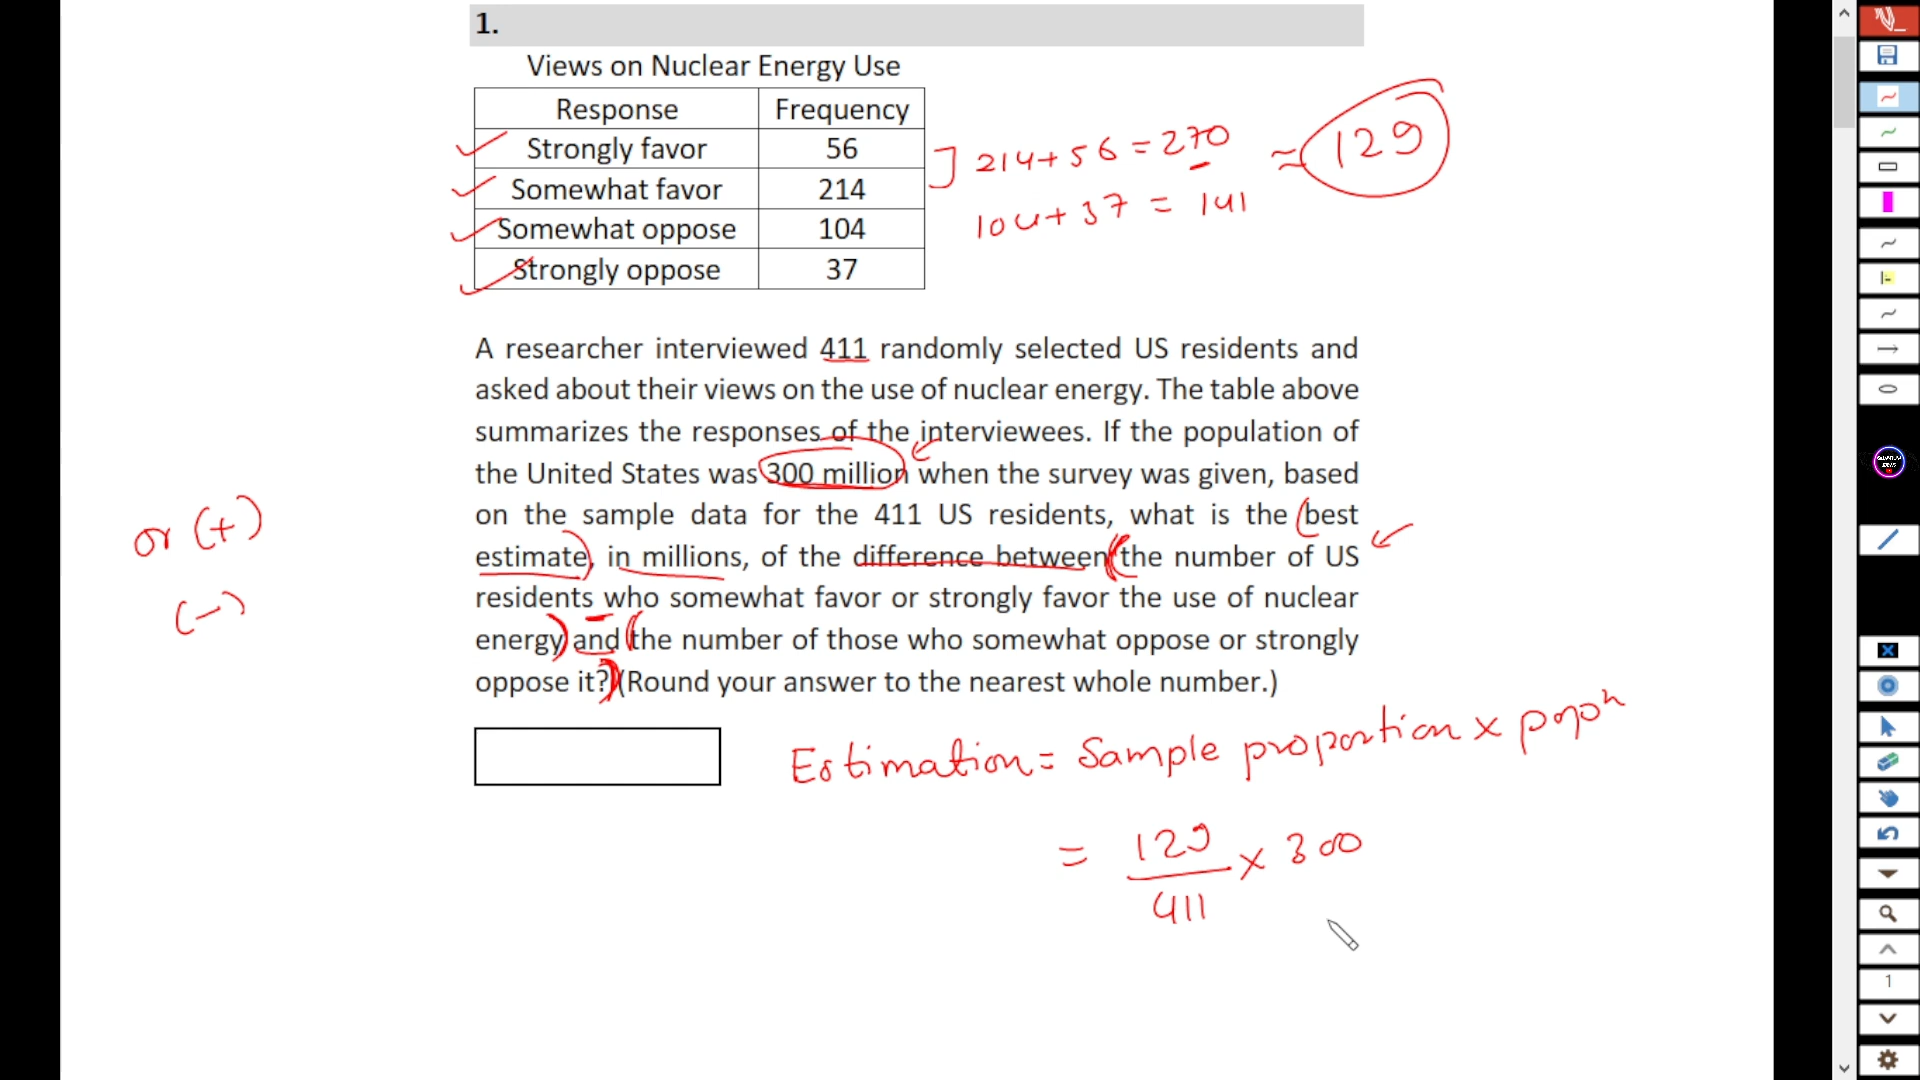 1.
Views on Nuclear Energy Use
Response Frequency
Strongly favor 56
Somewhat favor 214
Somewhat oppose 104
Strongly oppose 37
214+56=270
104+37 = 141
≈ 129
A researcher interviewed 411 randomly selected US residents and
asked about their views on the use of nuclear energy. The table above
summarizes the responses of the interviewees. If the population of
the United States was 300 million when the survey was given, based
on the sample data for the 411 US residents, what is the (best
estimate), in millions, of the difference between (the number of US
residents who somewhat favor or strongly favor the use of nuclear
energy) and (the number of those who somewhat oppose or strongly
oppose it?) (Round your answer to the nearest whole number.)
or (+)
(-)
Estimation = Sample proportion x popn
= 129/411 x 300
1